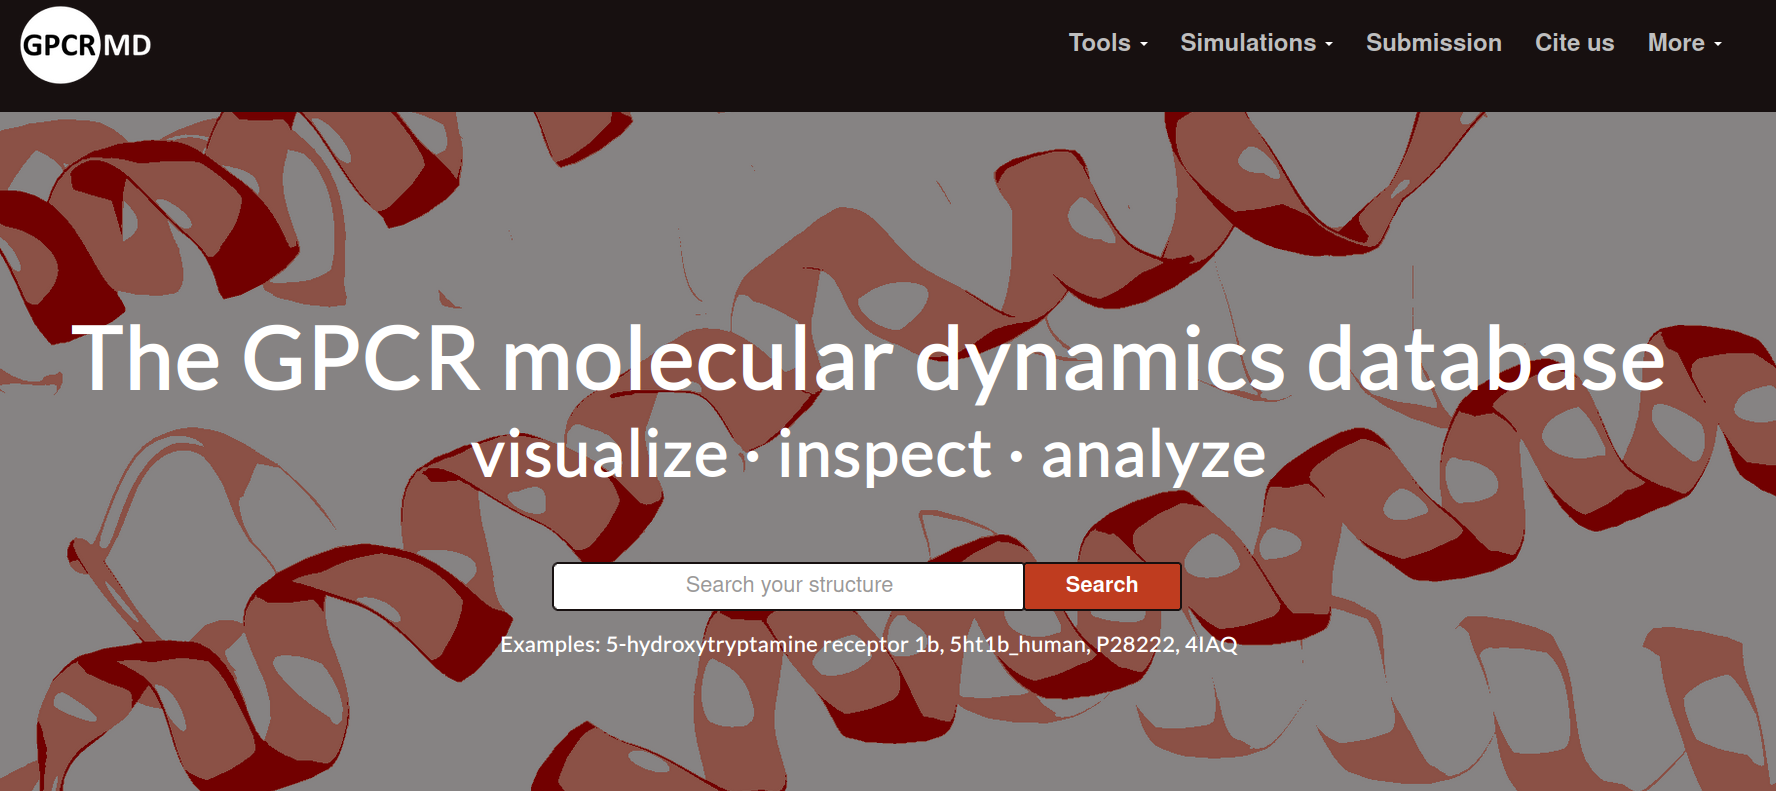 GPCRMD
Tools Simulations Submission Cite us More
The GPCR molecular dynamics database
visualize · inspect · analyze
Search your structure Search
Examples: 5-hydroxytryptamine receptor 1b, 5ht1b_human, P28222, 4IAQ